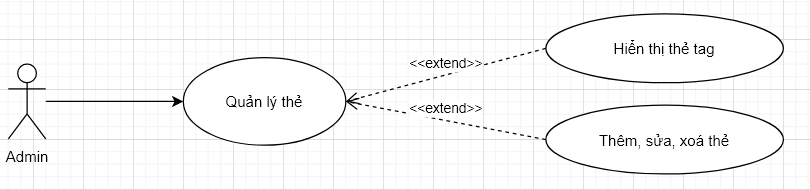 Hiển thị thẻ tag
<<extend>>
Quản lý thẻ
<<extend>>
Thêm, sửa, xoá thẻ
Admin